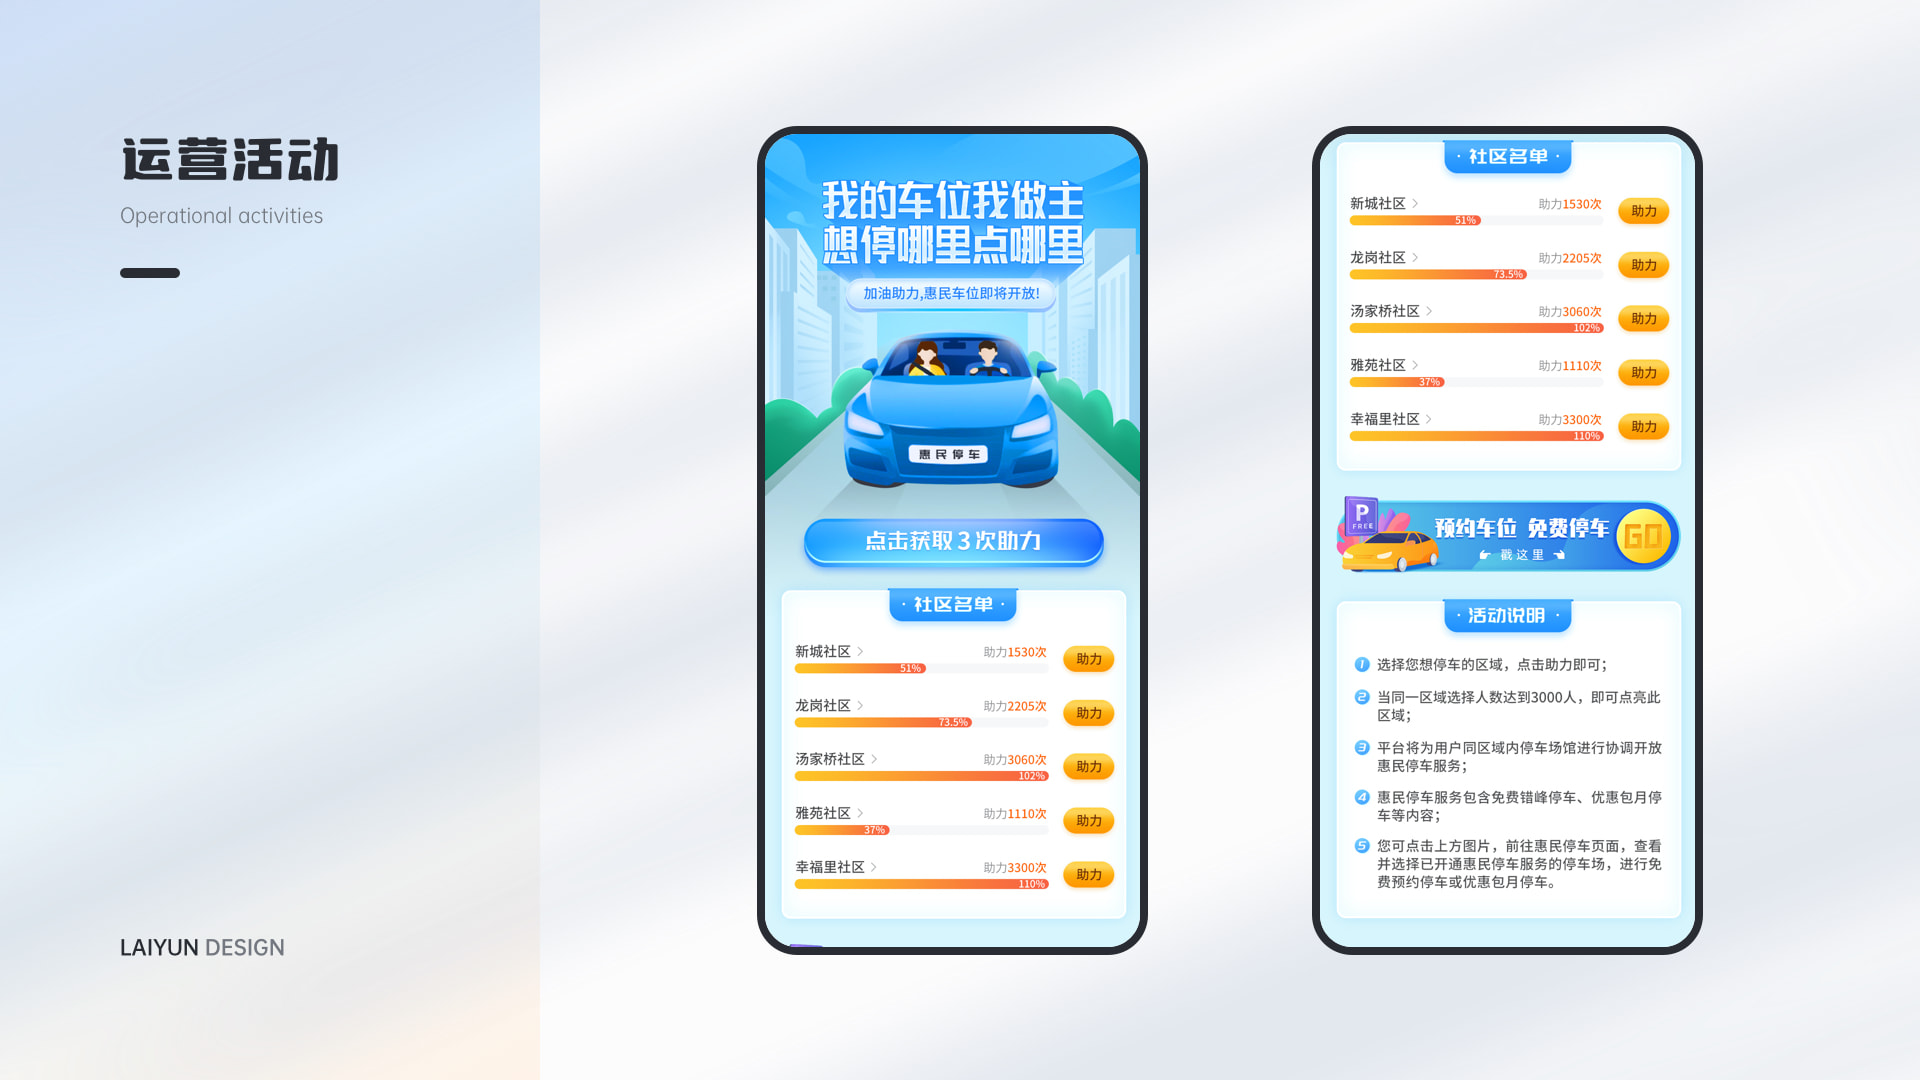 运营活动
Operational activities
LAIYUN DESIGN
我的车位我做主
想停哪里点哪里
加油助力,惠民车位即将开放!
惠民停车
点击获取3次助力
·社区名单·
新城社区 助力1530次
51%
助力
龙岗社区 助力2205次
73.5%
助力
汤家桥社区 助力3060次
102%
助力
雅苑社区 助力1110次
37%
助力
幸福里社区 助力3300次
110%
助力
·社区名单·
新城社区 助力1530次
51%
助力
龙岗社区 助力2205次
73.5%
助力
汤家桥社区 助力3060次
102%
助力
雅苑社区 助力1110次
37%
助力
幸福里社区 助力3300次
110%
助力
P
FREE
预约车位 免费停车
戳这里
GO
·活动说明·
1 选择您想停车的区域，点击助力即可；
2 当同一区域选择人数达到3000人，即可点亮此
区域；
3 平台将为用户同区域内停车场馆进行协调开放
惠民停车服务；
4 惠民停车服务包含免费错峰停车、优惠包月停
车等内容；
5 您可点击上方图片，前往惠民停车页面，查看
并选择已开通惠民停车服务的停车场，进行免
费预约停车或优惠包月停车。